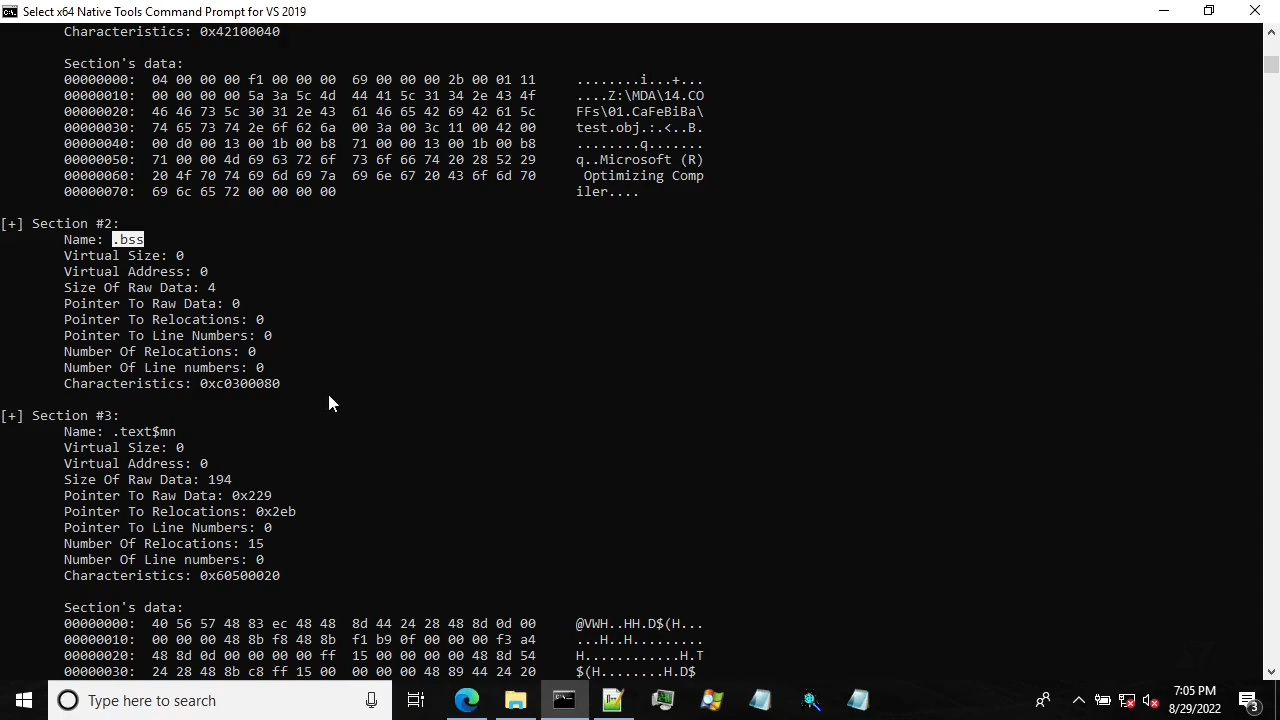 Select x64 Native Tools Command Prompt for VS 2019
Characteristics: 0x42100040
Section's data:
00000000: 04 00 00 00 f1 00 00 00 69 00 00 00 2b 00 01 11 ........i...+...
00000010: 00 00 00 00 5a 3a 5c 4d 44 41 5c 31 34 2e 43 4f ....Z:\MDA\14.CO
00000020: 46 46 73 5c 30 31 2e 43 61 46 65 42 69 42 61 5c FFs\01.CaFeBiBa\
00000030: 74 65 73 74 2e 6f 62 6a 00 3a 00 3c 11 00 42 00 test.obj.:.<..B.
00000040: 00 d0 00 13 00 1b 00 b8 71 00 00 13 00 1b 00 b8 ........q.......
00000050: 71 00 00 4d 69 63 72 6f 73 6f 66 74 20 28 52 29 q..Microsoft (R)
00000060: 20 4f 70 74 69 6d 69 7a 69 6e 67 20 43 6f 6d 70 Optimizing Comp
00000070: 69 6c 65 72 00 00 00 00 iler....
[+] Section #2:
Name: .bss
Virtual Size: 0
Virtual Address: 0
Size Of Raw Data: 4
Pointer To Raw Data: 0
Pointer To Relocations: 0
Pointer To Line Numbers: 0
Number Of Relocations: 0
Number Of Line numbers: 0
Characteristics: 0xc0300080
[+] Section #3:
Name: .text$mn
Virtual Size: 0
Virtual Address: 0
Size Of Raw Data: 194
Pointer To Raw Data: 0x229
Pointer To Relocations: 0x2eb
Pointer To Line Numbers: 0
Number Of Relocations: 15
Number Of Line numbers: 0
Characteristics: 0x60500020
Section's data:
00000000: 40 56 57 48 83 ec 48 48 8d 44 24 28 48 8d 0d 00 @VWH..HH.D$(H...
00000010: 00 00 00 48 8b f8 48 8b f1 b9 0f 00 00 00 f3 a4 ...H..H.........
00000020: 48 8d 0d 00 00 00 00 ff 15 00 00 00 00 48 8d 54 H............H.T
00000030: 24 28 48 8b c8 ff 15 00 00 00 00 48 89 44 24 20 $(H........H.D$
Type here to search
7:05 PM
8/29/2022
3